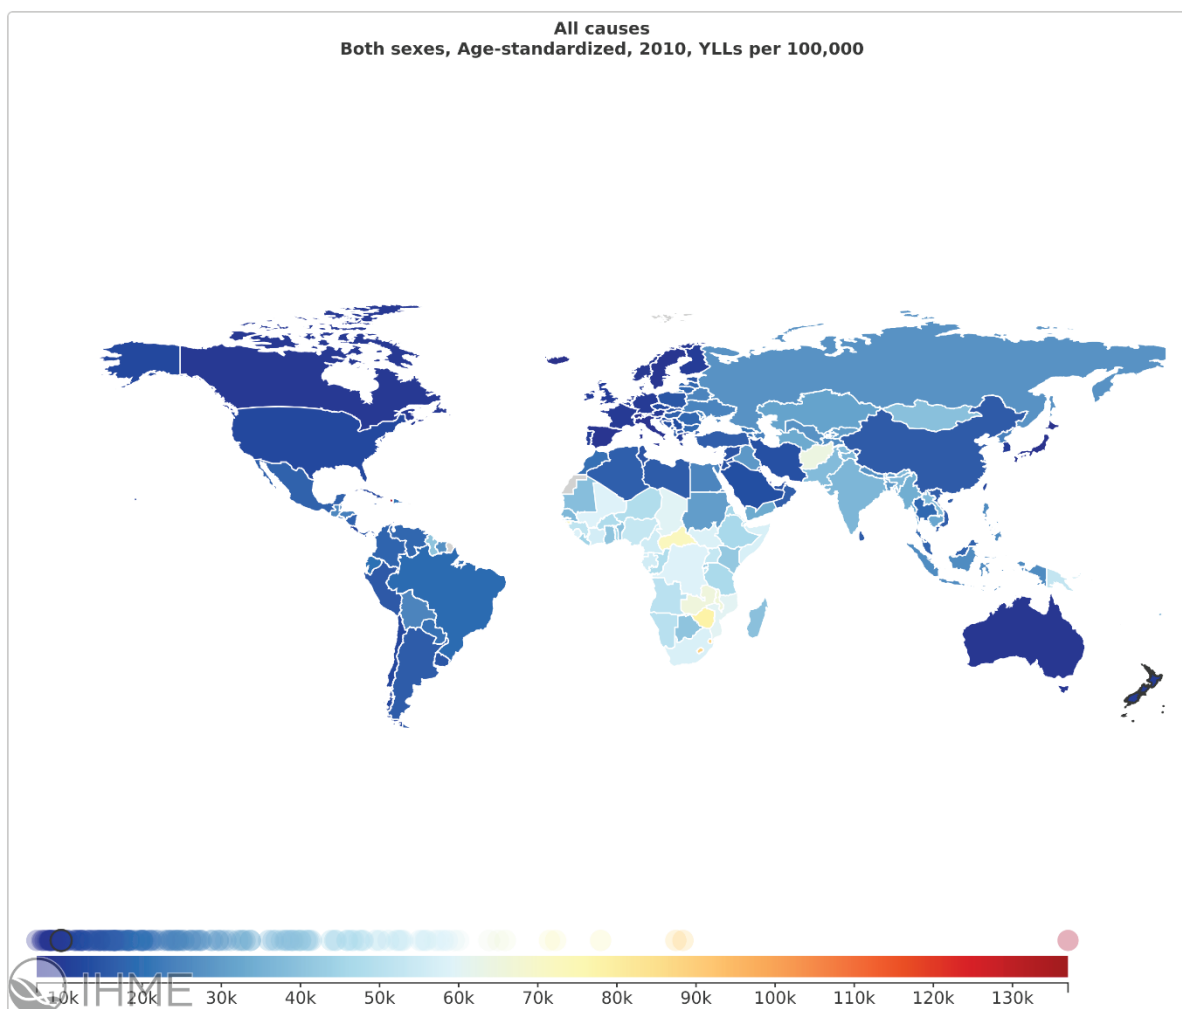 All causes
Both sexes, Age-standardized, 2010, YLLs per 100,000
IHME
10k 20k 30k 40k 50k 60k 70k 80k 90k 100k 110k 120k 130k